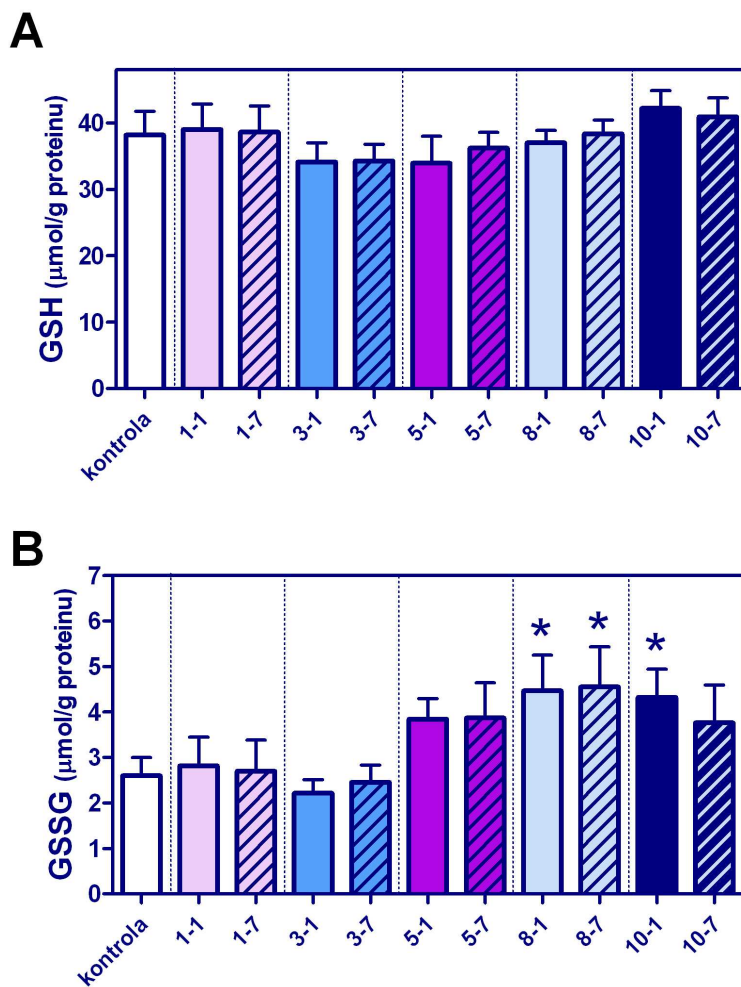 A
GSH (μmol/g proteinu)
40
30
20
10
0
kontrola 1-1 1-7 3-1 3-7 5-1 5-7 8-1 8-7 10-1 10-7
B
GSSG (μmol/g proteinu)
7
6
5
4
3
2
1
0
* * *
kontrola 1-1 1-7 3-1 3-7 5-1 5-7 8-1 8-7 10-1 10-7